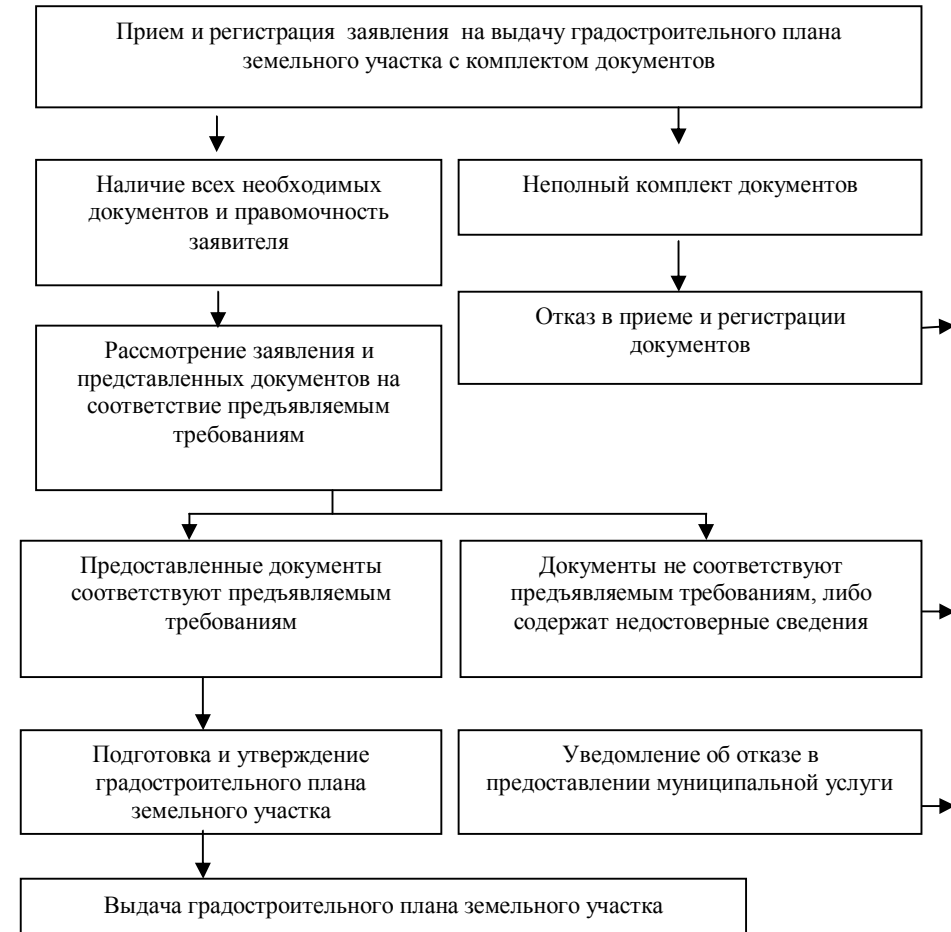 Прием и регистрация заявления на выдачу градостроительного плана
земельного участка с комплектом документов
Наличие всех необходимых
документов и правомочность
заявителя
Неполный комплект документов
Отказ в приеме и регистрации
документов
Рассмотрение заявления и
представленных документов на
соответствие предъявляемым
требованиям
Предоставленные документы
соответствуют предъявляемым
требованиям
Документы не соответствуют
предъявляемым требованиям, либо
содержат недостоверные сведения
Подготовка и утверждение
градостроительного плана
земельного участка
Уведомление об отказе в
предоставлении муниципальной услуги
Выдача градостроительного плана земельного участка